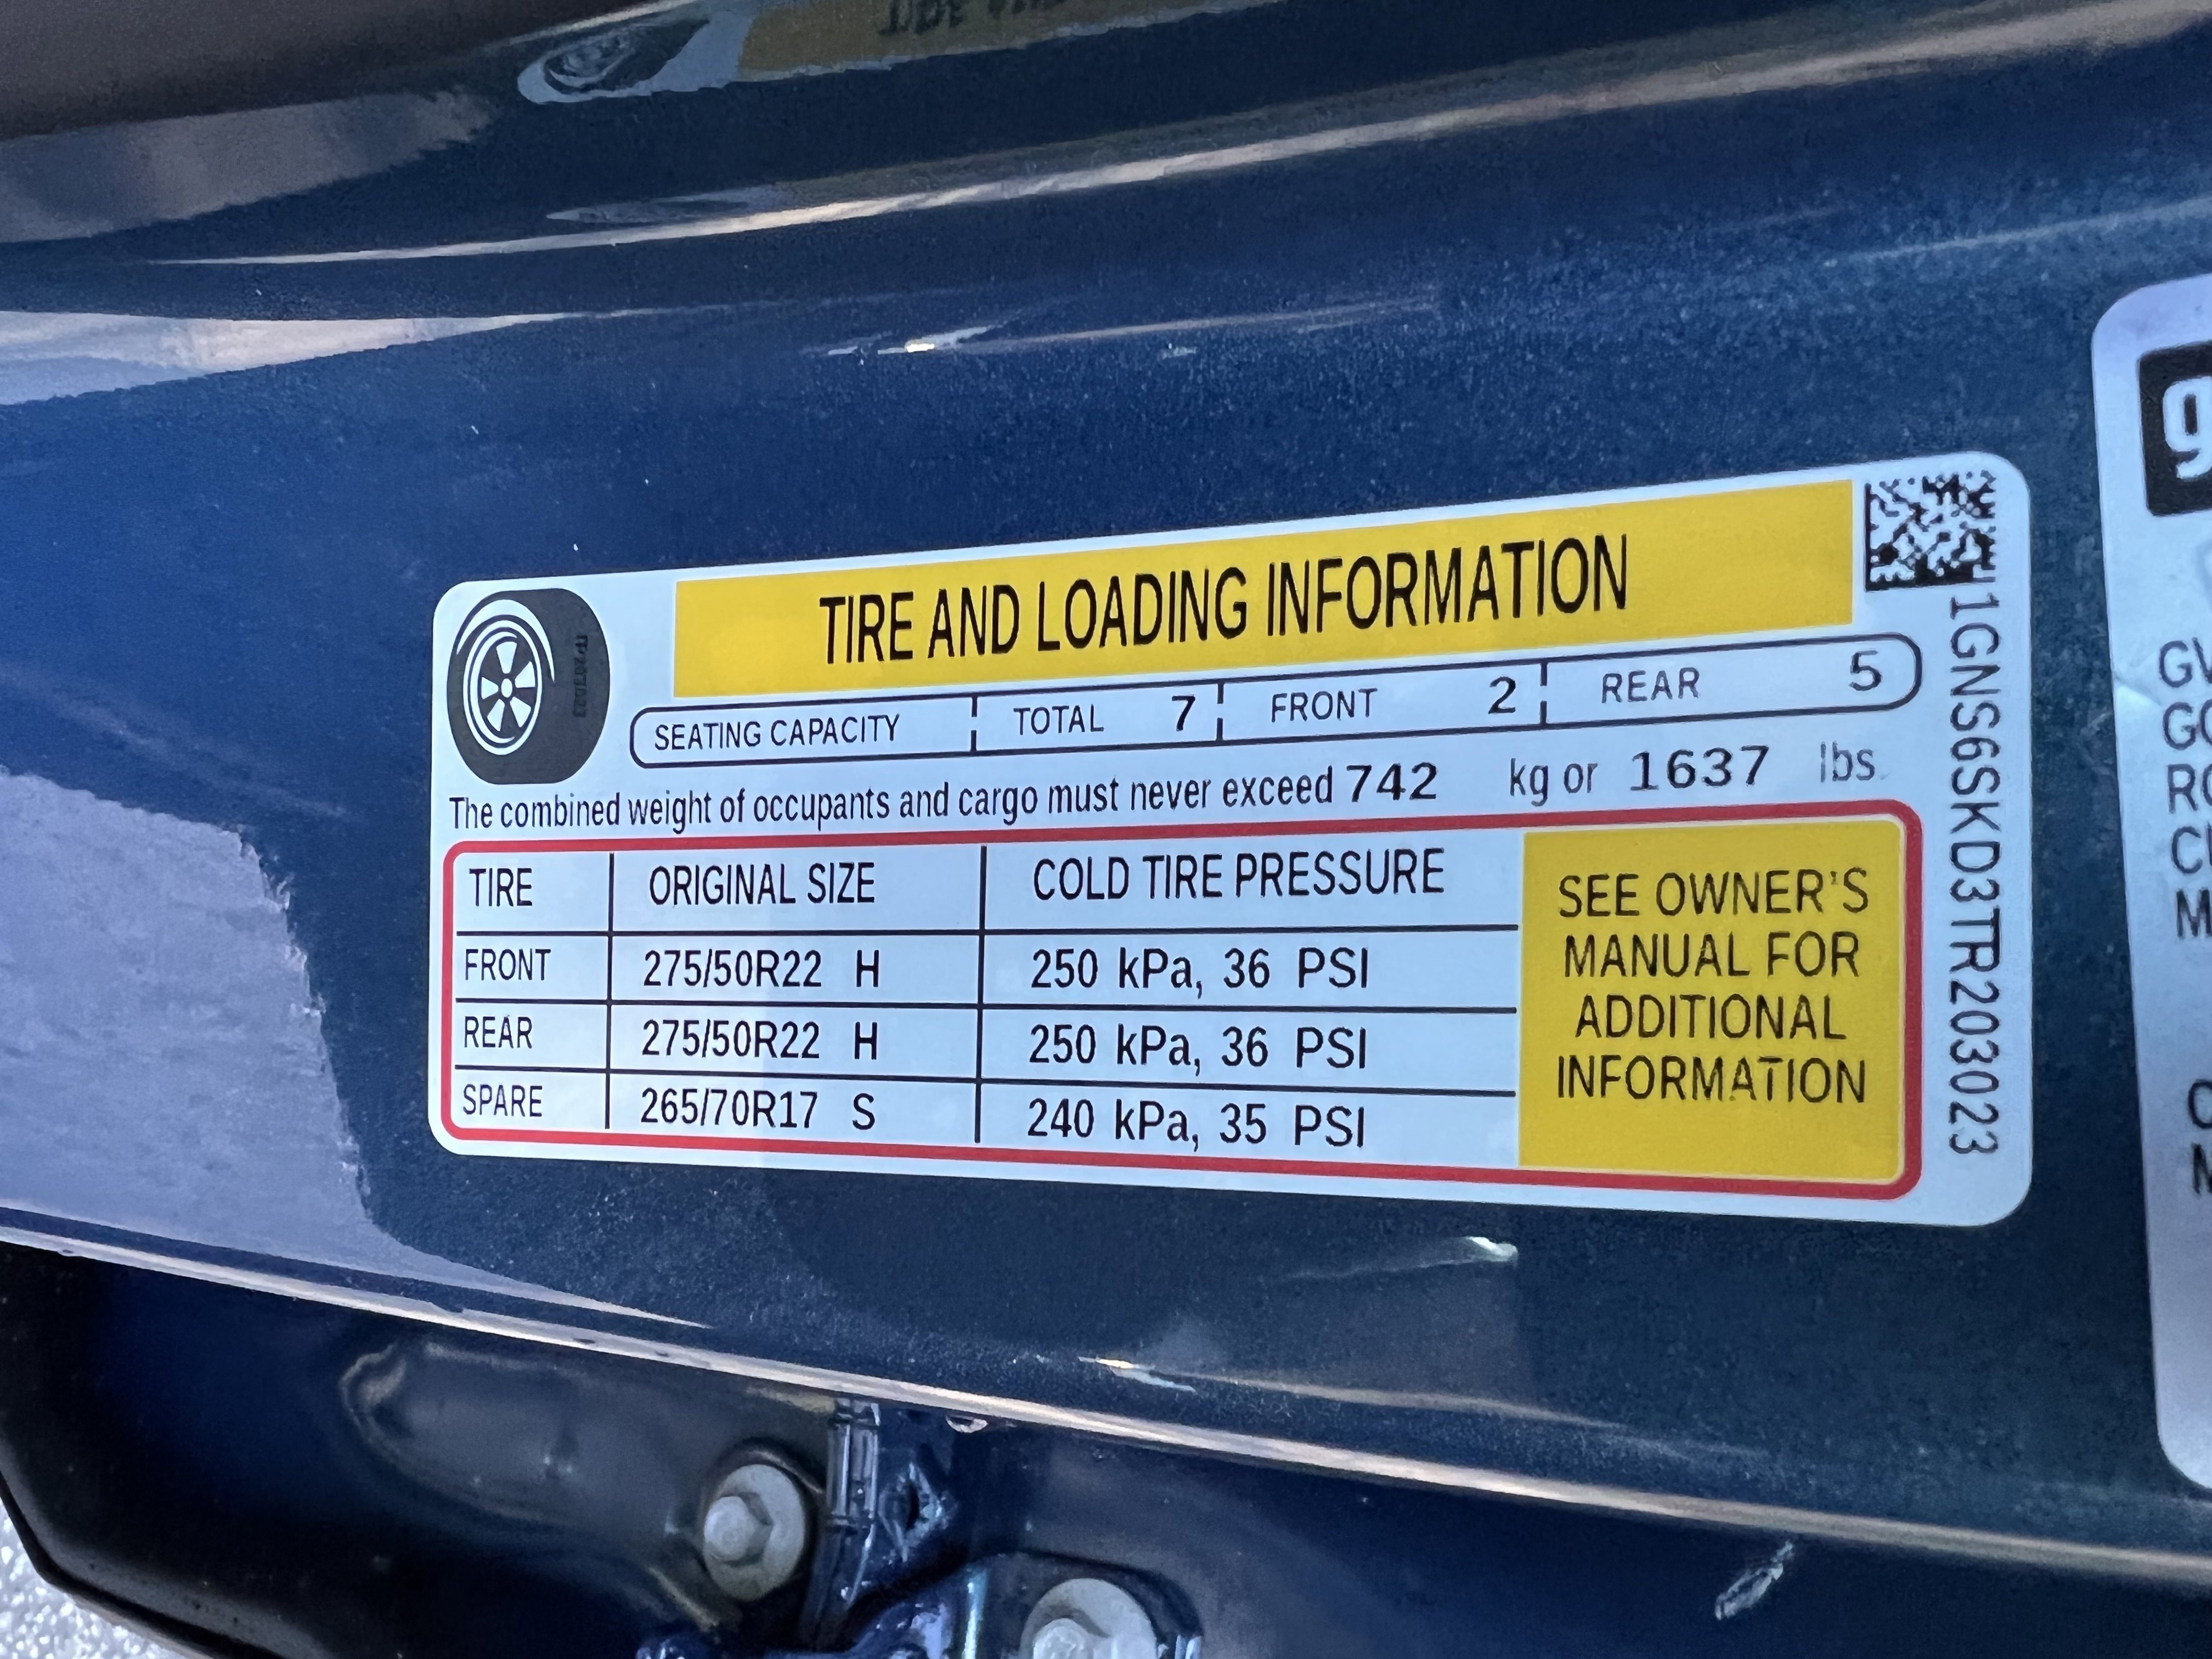 TIRE AND LOADING INFORMATION
SEATING CAPACITY TOTAL 7 FRONT 2 REAR 5
The combined weight of occupants and cargo must never exceed 742 kg or 1637 lbs
TIRE ORIGINAL SIZE COLD TIRE PRESSURE
FRONT 275/50R22 H 250 kPa, 36 PSI
REAR 275/50R22 H 250 kPa, 36 PSI
SPARE 265/70R17 S 240 kPa, 35 PSI
SEE OWNER'S
MANUAL FOR
ADDITIONAL
INFORMATION
1GNS6SKD3TR203023
9
GV